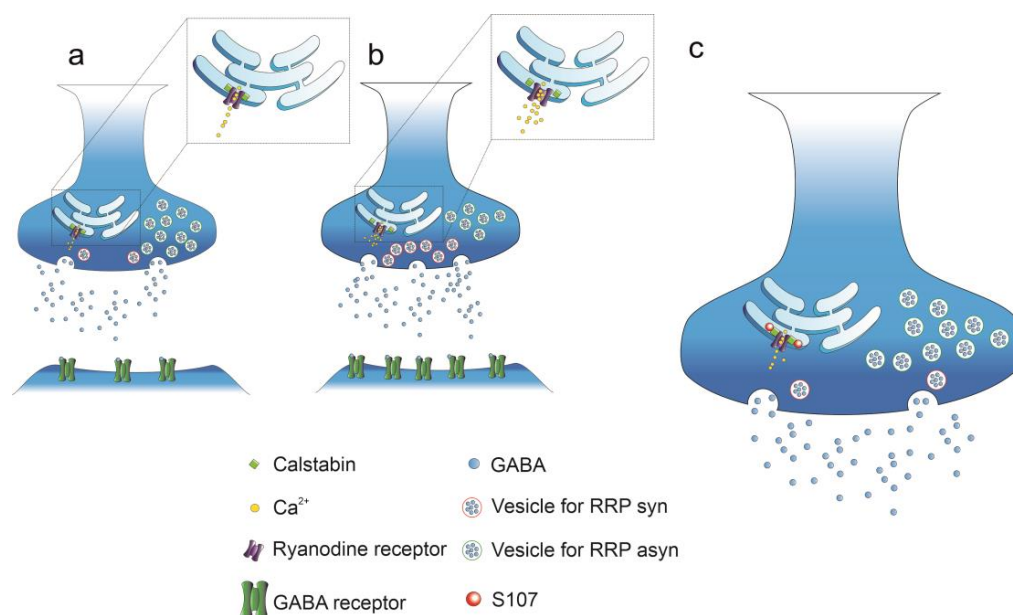 a
b
c
Calstabin
Ca²⁺
Ryanodine receptor
GABA receptor
GABA
Vesicle for RRP syn
Vesicle for RRP asyn
S107